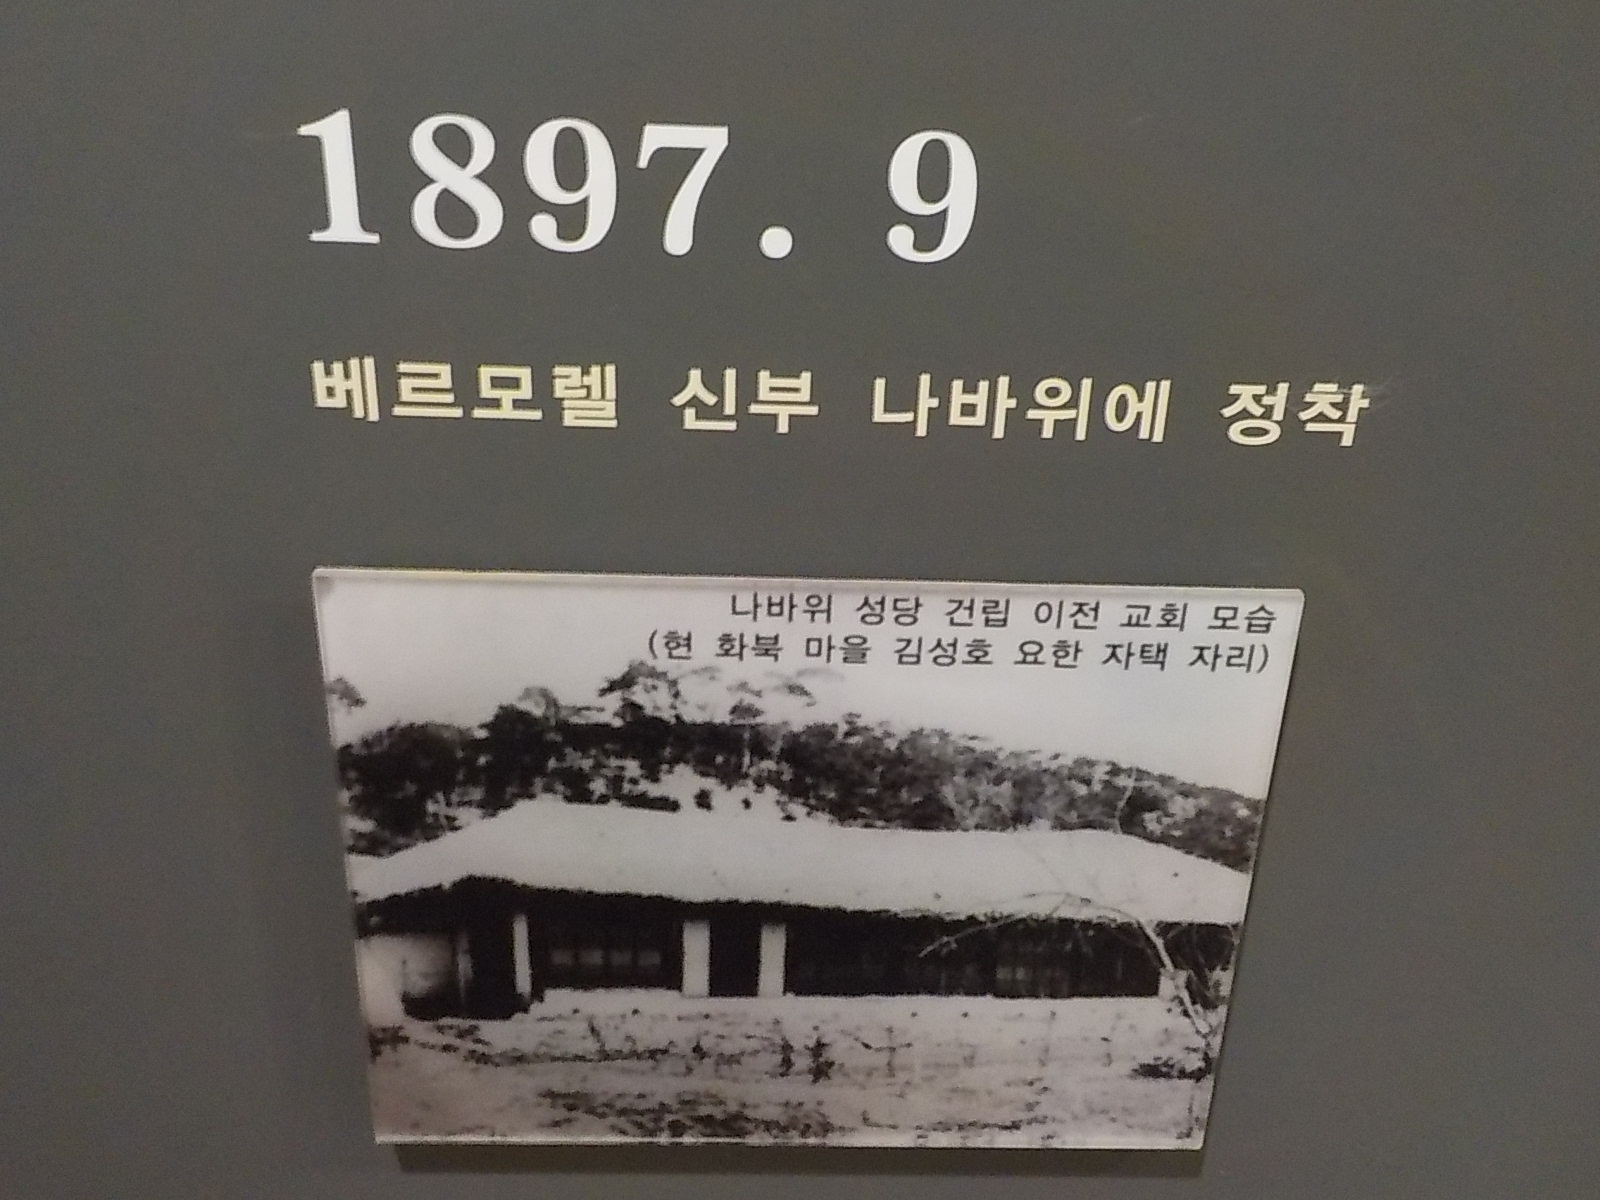 1897. 9
베르모렐 신부 나바위에 정착
나바위 성당 건립 이전 교회 모습
(현 화북 마을 김성호 요한 자택 자리)